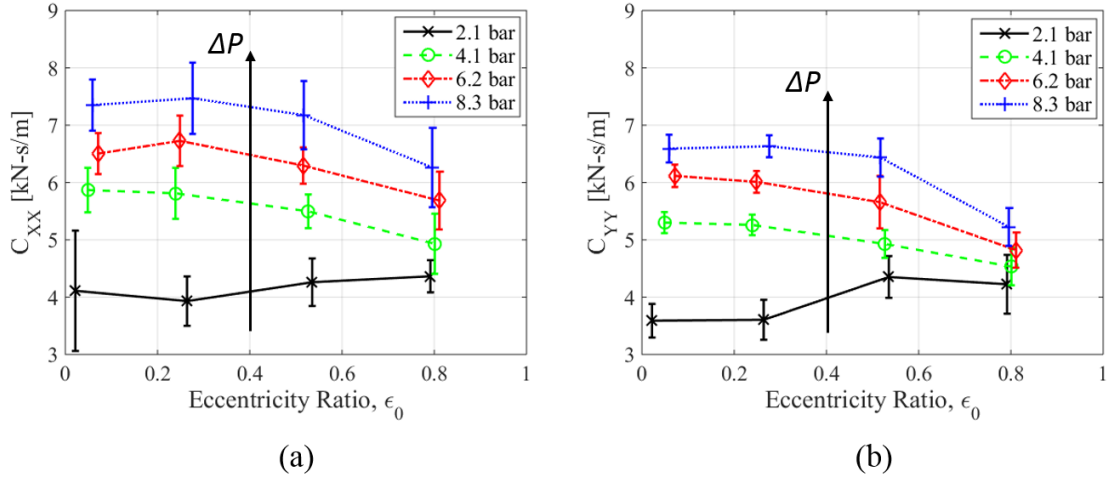 9
8
7
6
5
4
3
C_XX [kN-s/m]
ΔP
2.1 bar
4.1 bar
6.2 bar
8.3 bar
0 0.2 0.4 0.6 0.8 1
Eccentricity Ratio, ϵ_0
(a)
9
8
7
6
5
4
3
C_YY [kN-s/m]
ΔP
2.1 bar
4.1 bar
6.2 bar
8.3 bar
0 0.2 0.4 0.6 0.8 1
Eccentricity Ratio, ϵ_0
(b)